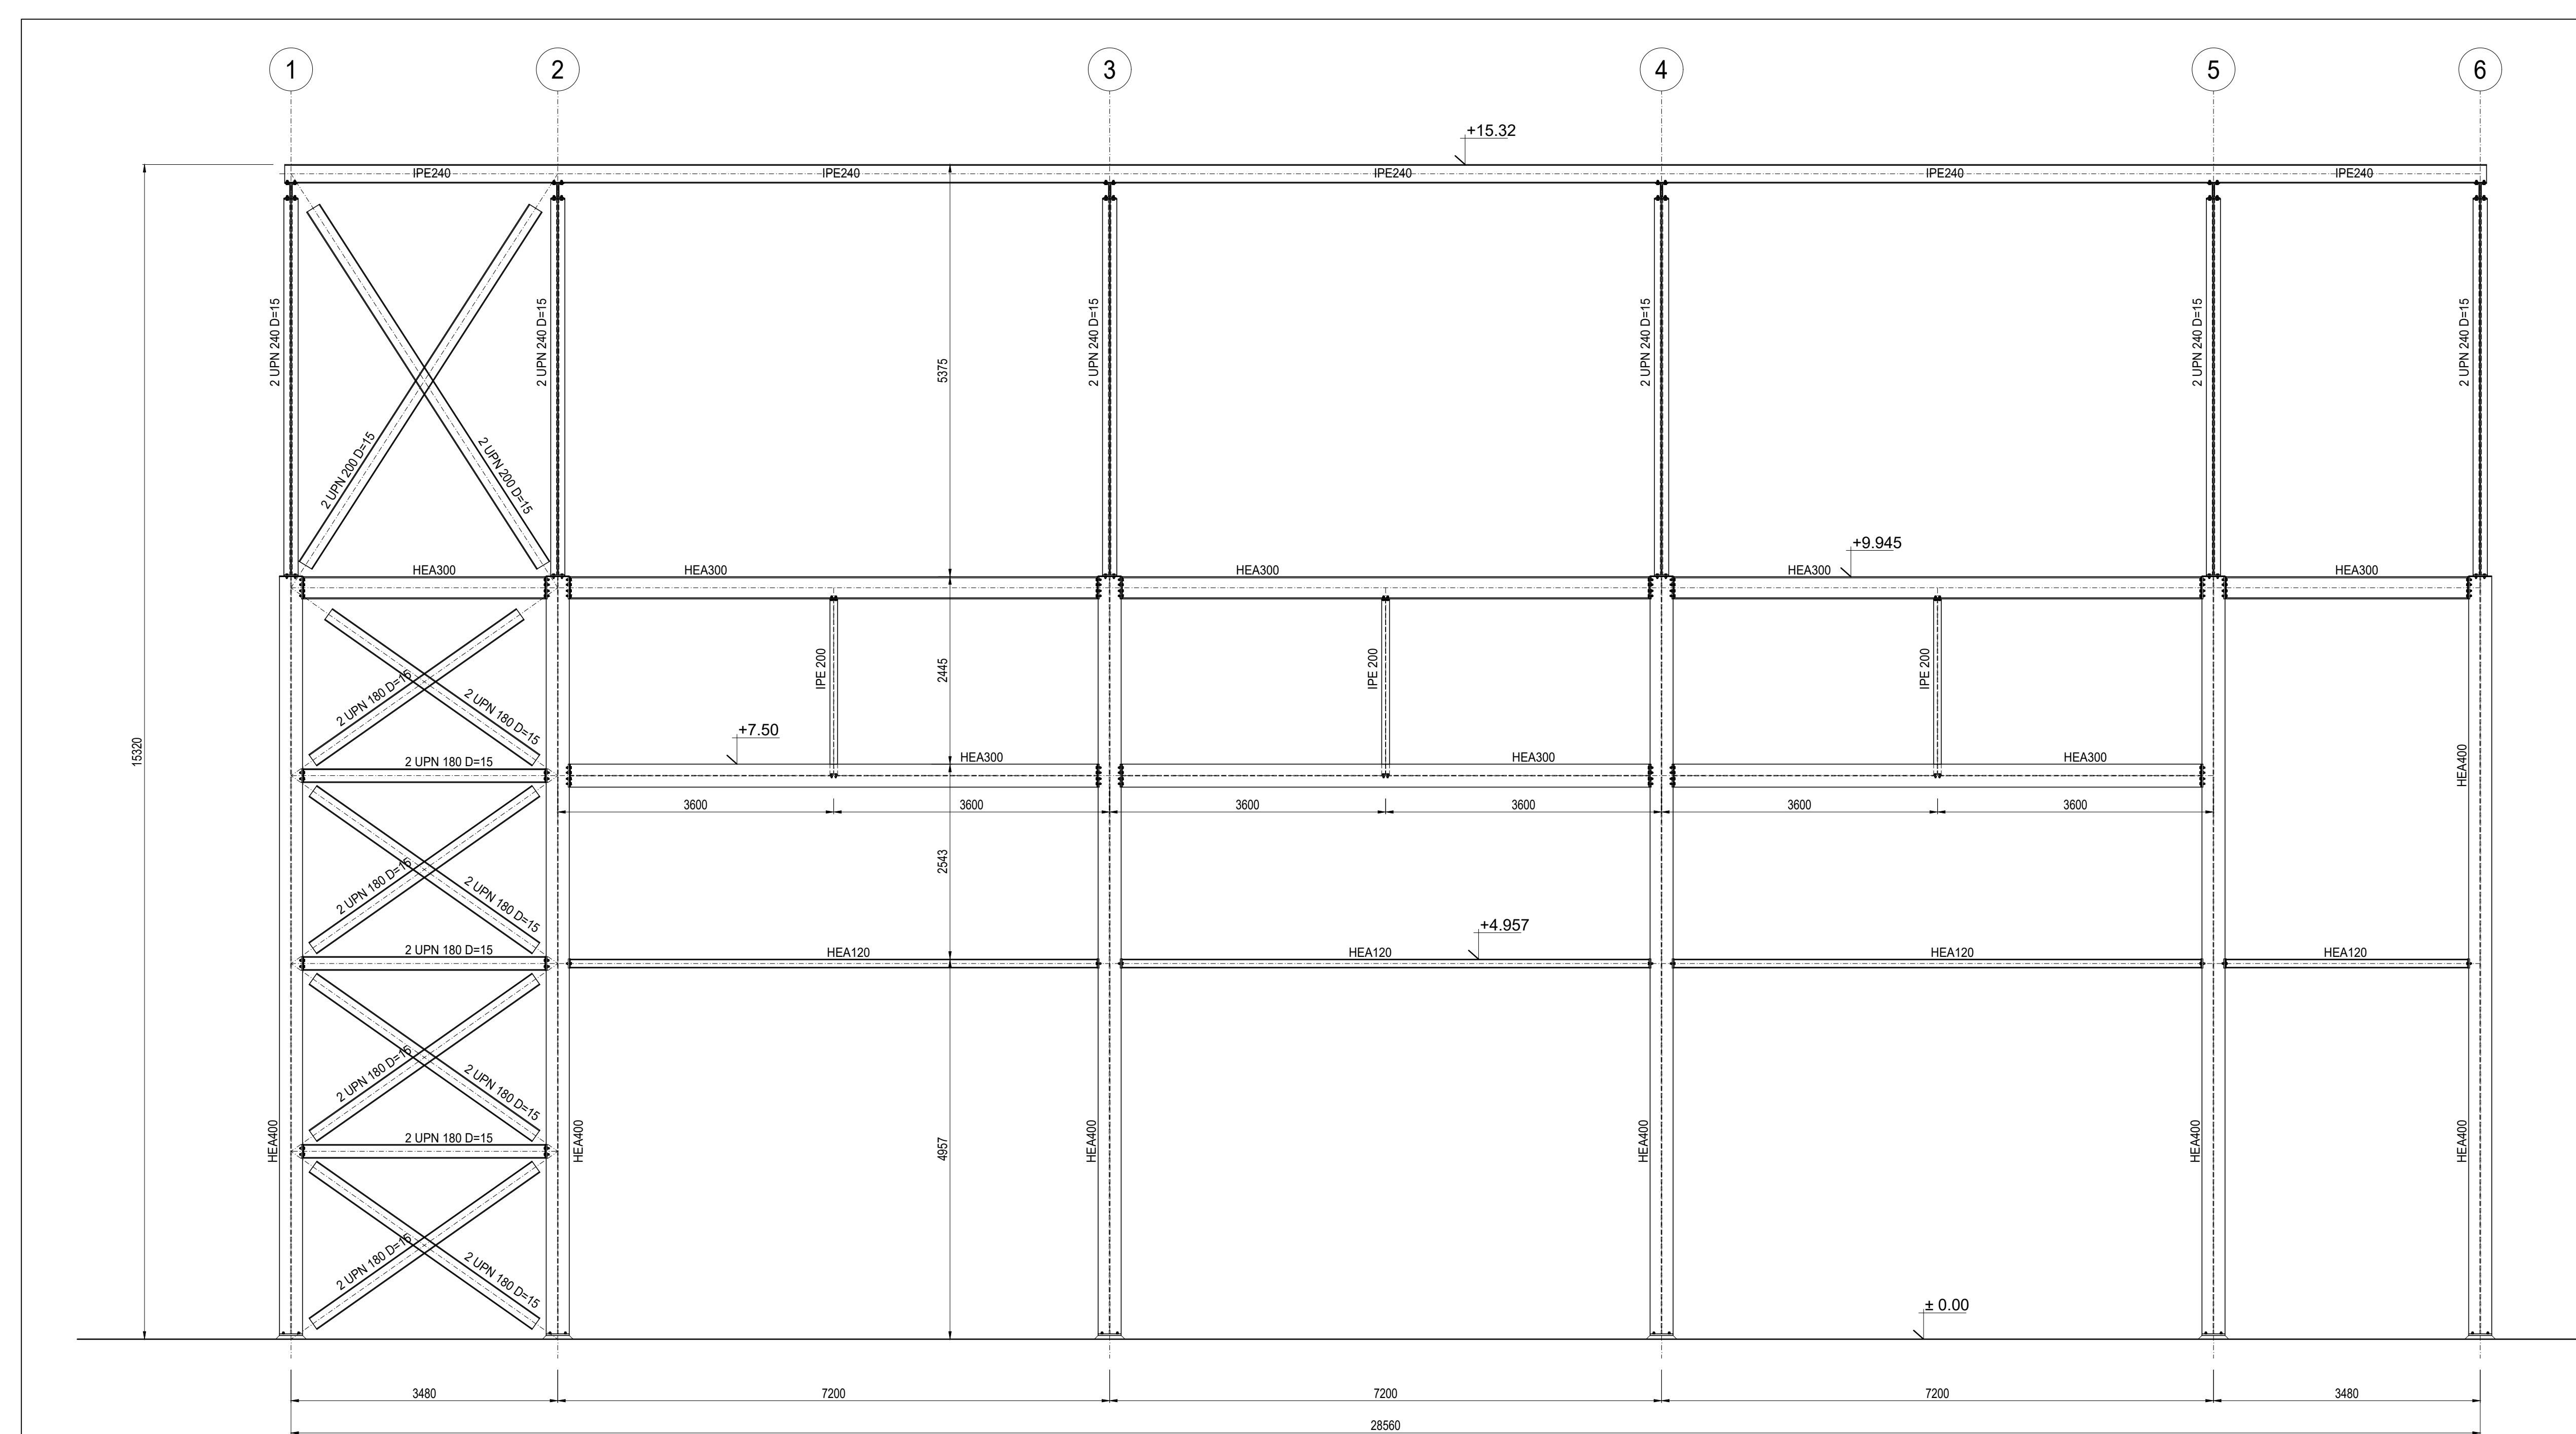 1 2 3 4 5 6
+15.32
IPE240 IPE240 IPE240 IPE240 IPE240
2 UPN 240 D=15 2 UPN 240 D=15 2 UPN 240 D=15 2 UPN 240 D=15 2 UPN 240 D=15 2 UPN 240 D=15
5375
2 UPN 200 D=15 2 UPN 200 D=15
+9.945
HEA300 HEA300 HEA300 HEA300 HEA300
IPE 200 IPE 200 IPE 200
2445
2 UPN 180 D=15 2 UPN 180 D=15
+7.50
15320
2 UPN 180 D=15 HEA300 HEA300 HEA300
HEA400
3600 3600 3600 3600 3600 3600
2543
2 UPN 180 D=15 2 UPN 180 D=15
+4.957
2 UPN 180 D=15 HEA120 HEA120 HEA120 HEA120
2 UPN 180 D=15 2 UPN 180 D=15
2 UPN 180 D=15
HEA400 HEA400 4957 HEA400 HEA400 HEA400 HEA400
2 UPN 180 D=15 2 UPN 180 D=15
± 0.00
3480 7200 7200 7200 3480
28560